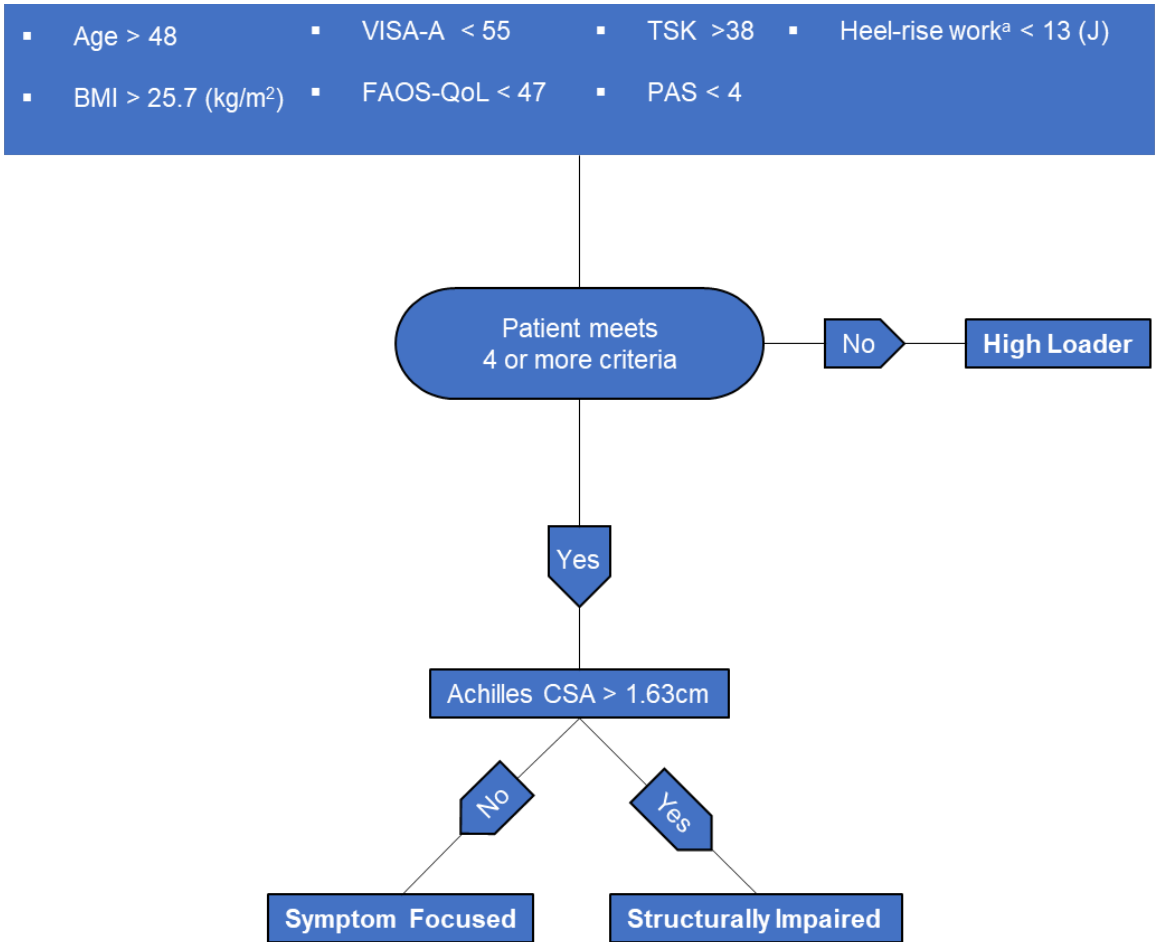 ▪ Age > 48 ▪ VISA-A < 55 ▪ TSK >38 ▪ Heel-rise workᵃ < 13 (J)
▪ BMI > 25.7 (kg/m²) ▪ FAOS-QoL < 47 ▪ PAS < 4
Patient meets
4 or more criteria
No
High Loader
Yes
Achilles CSA > 1.63cm
No
Yes
Symptom Focused
Structurally Impaired